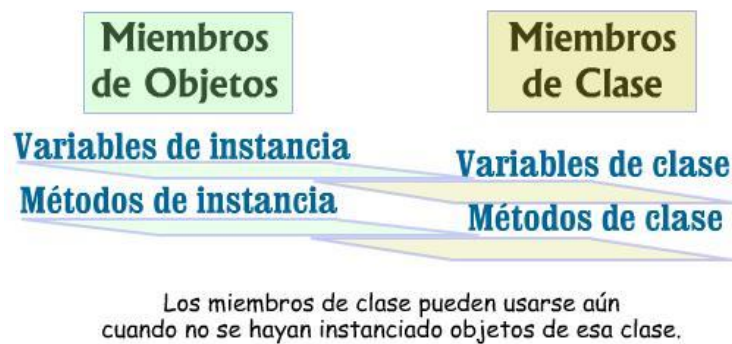 Miembros
de Objetos
Miembros
de Clase
Variables de instancia
Variables de clase
Métodos de instancia
Métodos de clase
Los miembros de clase pueden usarse aún
cuando no se hayan instanciado objetos de esa clase.